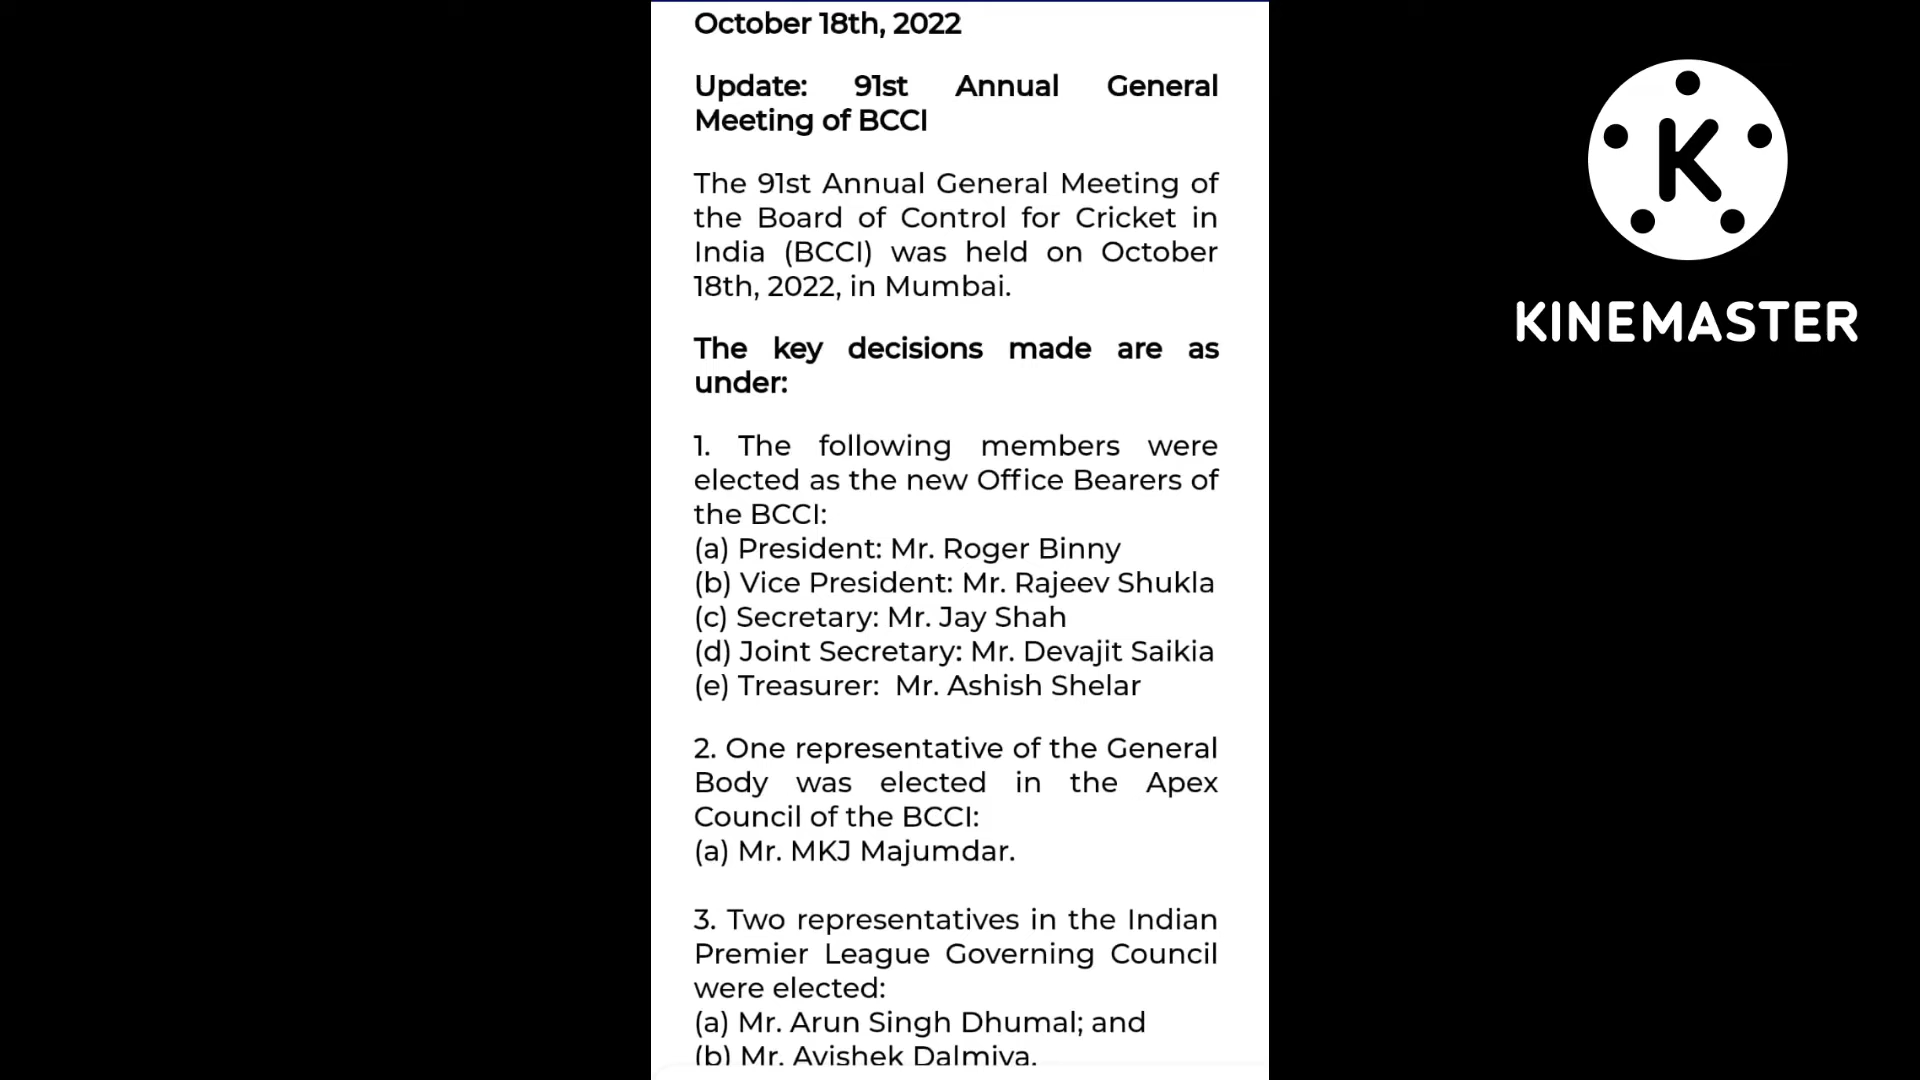 October 18th, 2022
Update: 91st Annual General
Meeting of BCCI
The 91st Annual General Meeting of
the Board of Control for Cricket in
India (BCCI) was held on October
18th, 2022, in Mumbai.
The key decisions made are as
under:
1. The following members were
elected as the new Office Bearers of
the BCCI:
(a) President: Mr. Roger Binny
(b) Vice President: Mr. Rajeev Shukla
(c) Secretary: Mr. Jay Shah
(d) Joint Secretary: Mr. Devajit Saikia
(e) Treasurer: Mr. Ashish Shelar
2. One representative of the General
Body was elected in the Apex
Council of the BCCI:
(a) Mr. MKJ Majumdar.
3. Two representatives in the Indian
Premier League Governing Council
were elected:
(a) Mr. Arun Singh Dhumal; and
(b) Mr. Avishek Dalmiya.
K
KINEMASTER